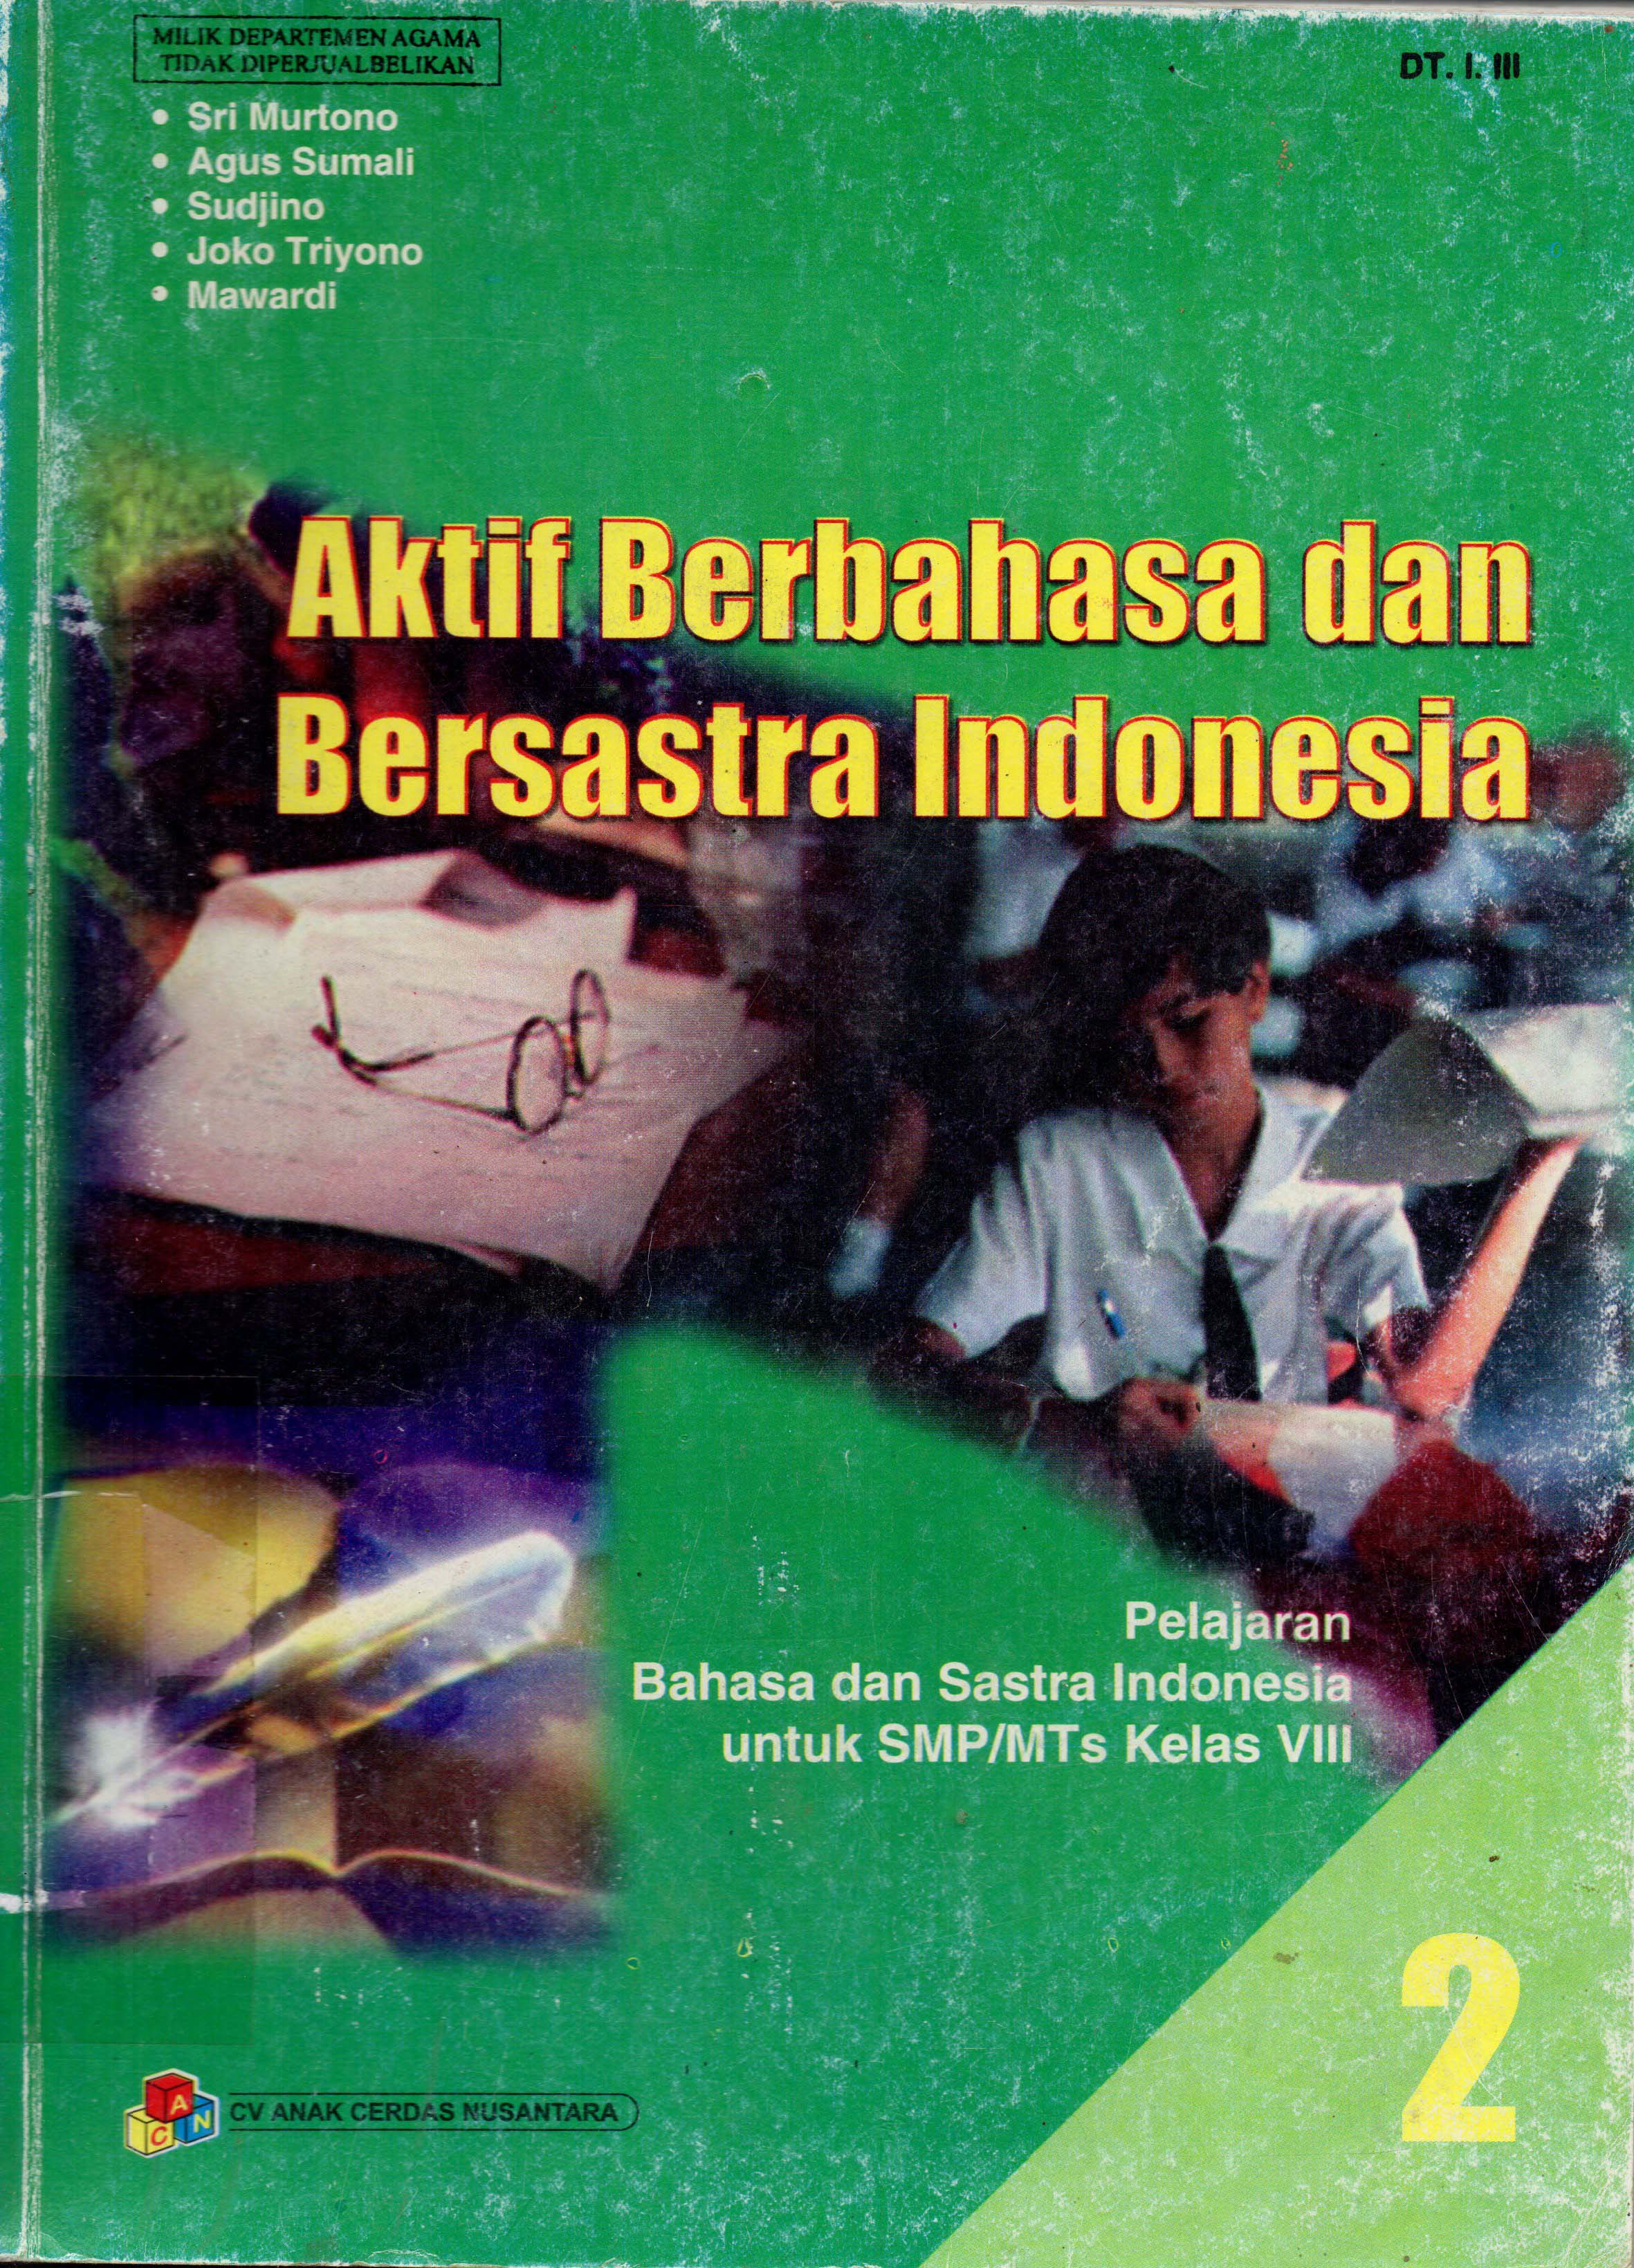 MILIK DEPARTEMEN AGAMA
TIDAK DIPERJUALBELIKAN
DT. I. III
• Sri Murtono
• Agus Sumali
• Sudjino
• Joko Triyono
• Mawardi
Aktif Berbahasa dan
Bersastra Indonesia
Pelajaran
Bahasa dan Sastra Indonesia
untuk SMP/MTs Kelas VIII
2
A
C N
CV ANAK CERDAS NUSANTARA